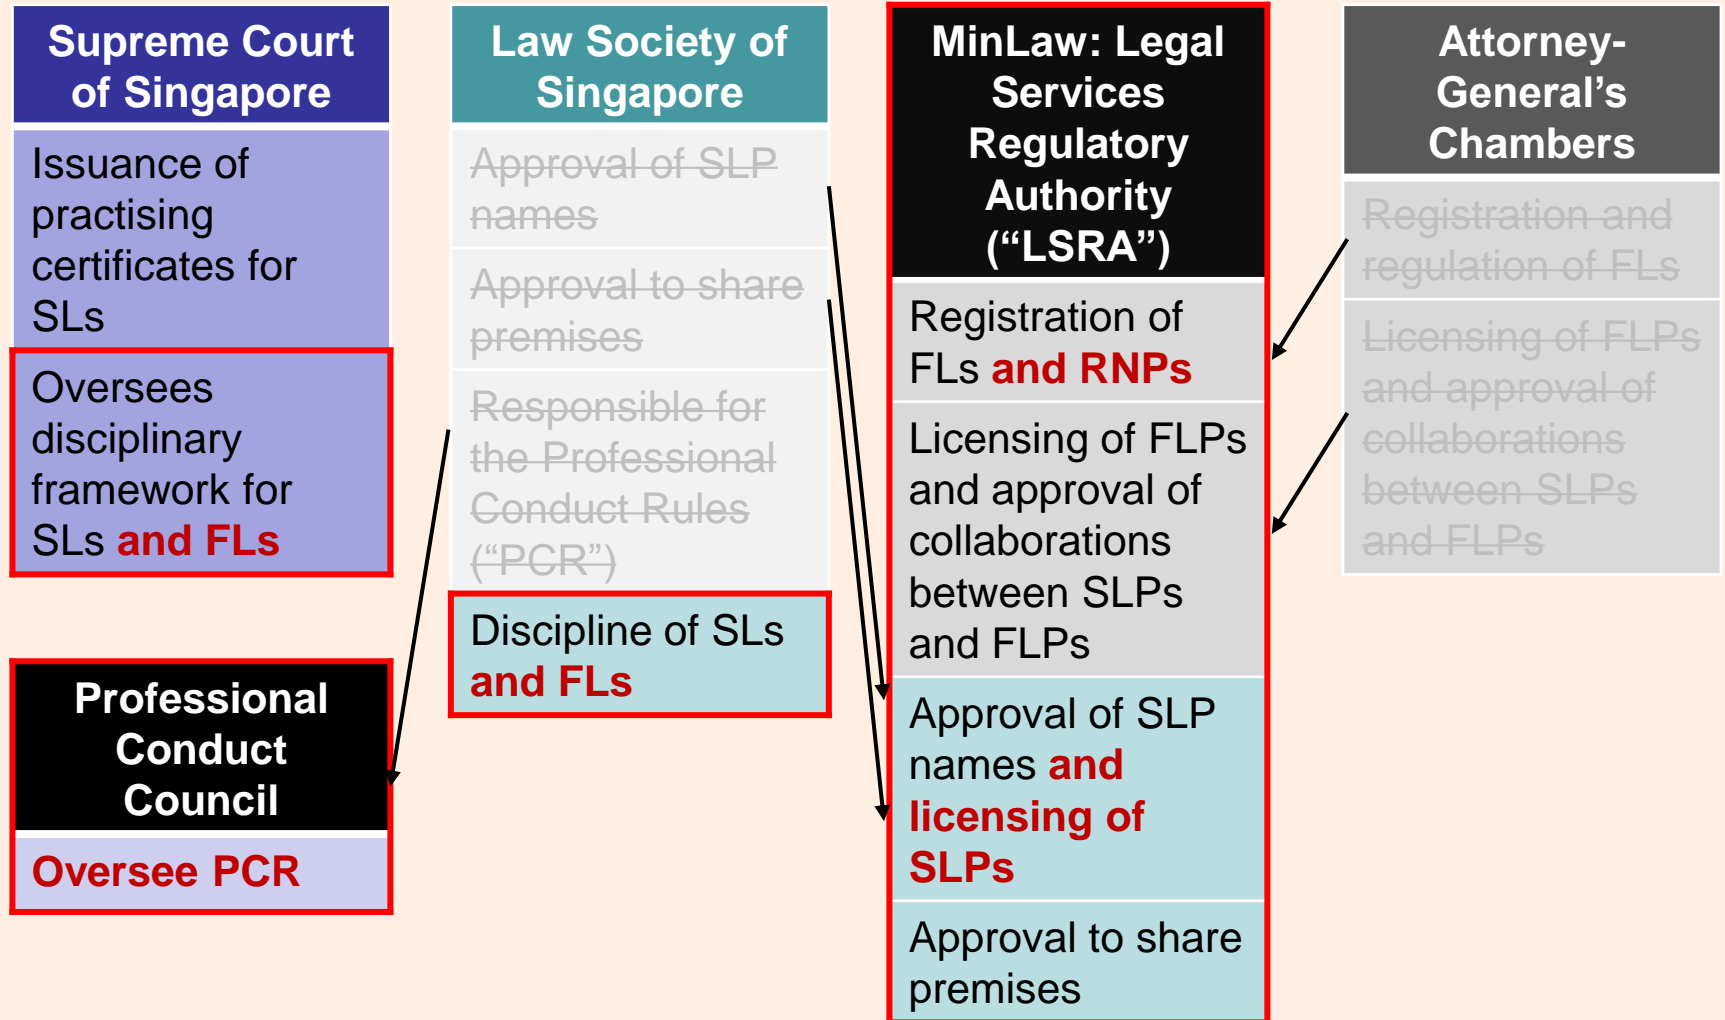 Supreme Court
of Singapore
Issuance of
practising
certificates for
SLs
Oversees
disciplinary
framework for
SLs and FLs
Professional
Conduct
Council
Oversee PCR
Law Society of
Singapore
Approval of SLP
names
Approval to share
premises
Responsible for
the Professional
Conduct Rules
(“PCR”)
Discipline of SLs
and FLs
MinLaw: Legal
Services
Regulatory
Authority
(“LSRA”)
Registration of
FLs and RNPs
Licensing of FLPs
and approval of
collaborations
between SLPs
and FLPs
Approval of SLP
names and
licensing of
SLPs
Approval to share
premises
Attorney-
General’s
Chambers
Registration and
regulation of FLs
Licensing of FLPs
and approval of
collaborations
between SLPs
and FLPs